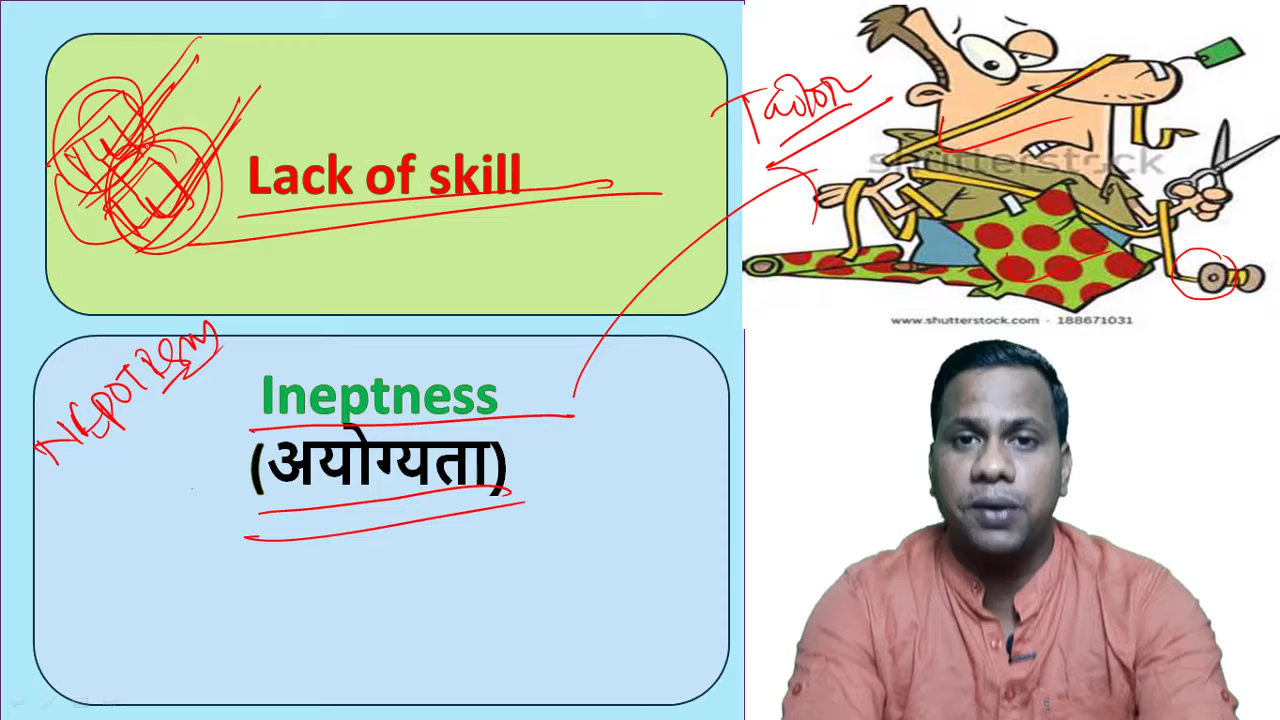 Lack of skill
Tailor
shutterstock
www.shutterstock.com - 188671031
NEPOTISM
Ineptness
(अयोग्यता)